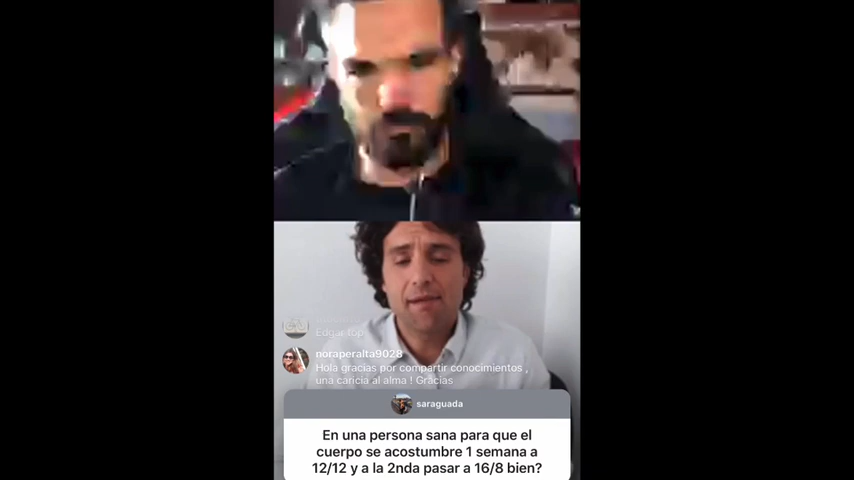 Edgar top
noraperalta9028
Hola gracias por compartir conocimientos ,
una caricia al alma ! Gracias
saraguada
En una persona sana para que el
cuerpo se acostumbre 1 semana a
12/12 y a la 2nda pasar a 16/8 bien?